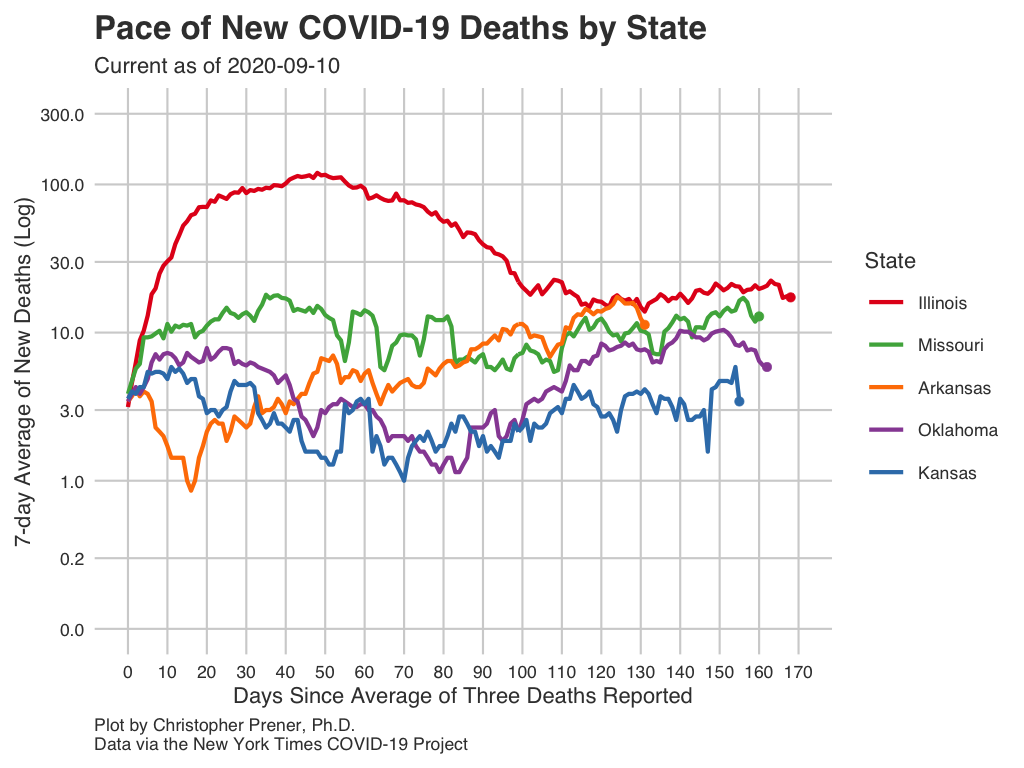 Pace of New COVID-19 Deaths by State
Current as of 2020-09-10
300.0
100.0
30.0
10.0
3.0
1.0
0.2
0.0
7-day Average of New Deaths (Log)
0 10 20 30 40 50 60 70 80 90 100 110 120 130 140 150 160 170
Days Since Average of Three Deaths Reported
State
Illinois
Missouri
Arkansas
Oklahoma
Kansas
Plot by Christopher Prener, Ph.D.
Data via the New York Times COVID-19 Project